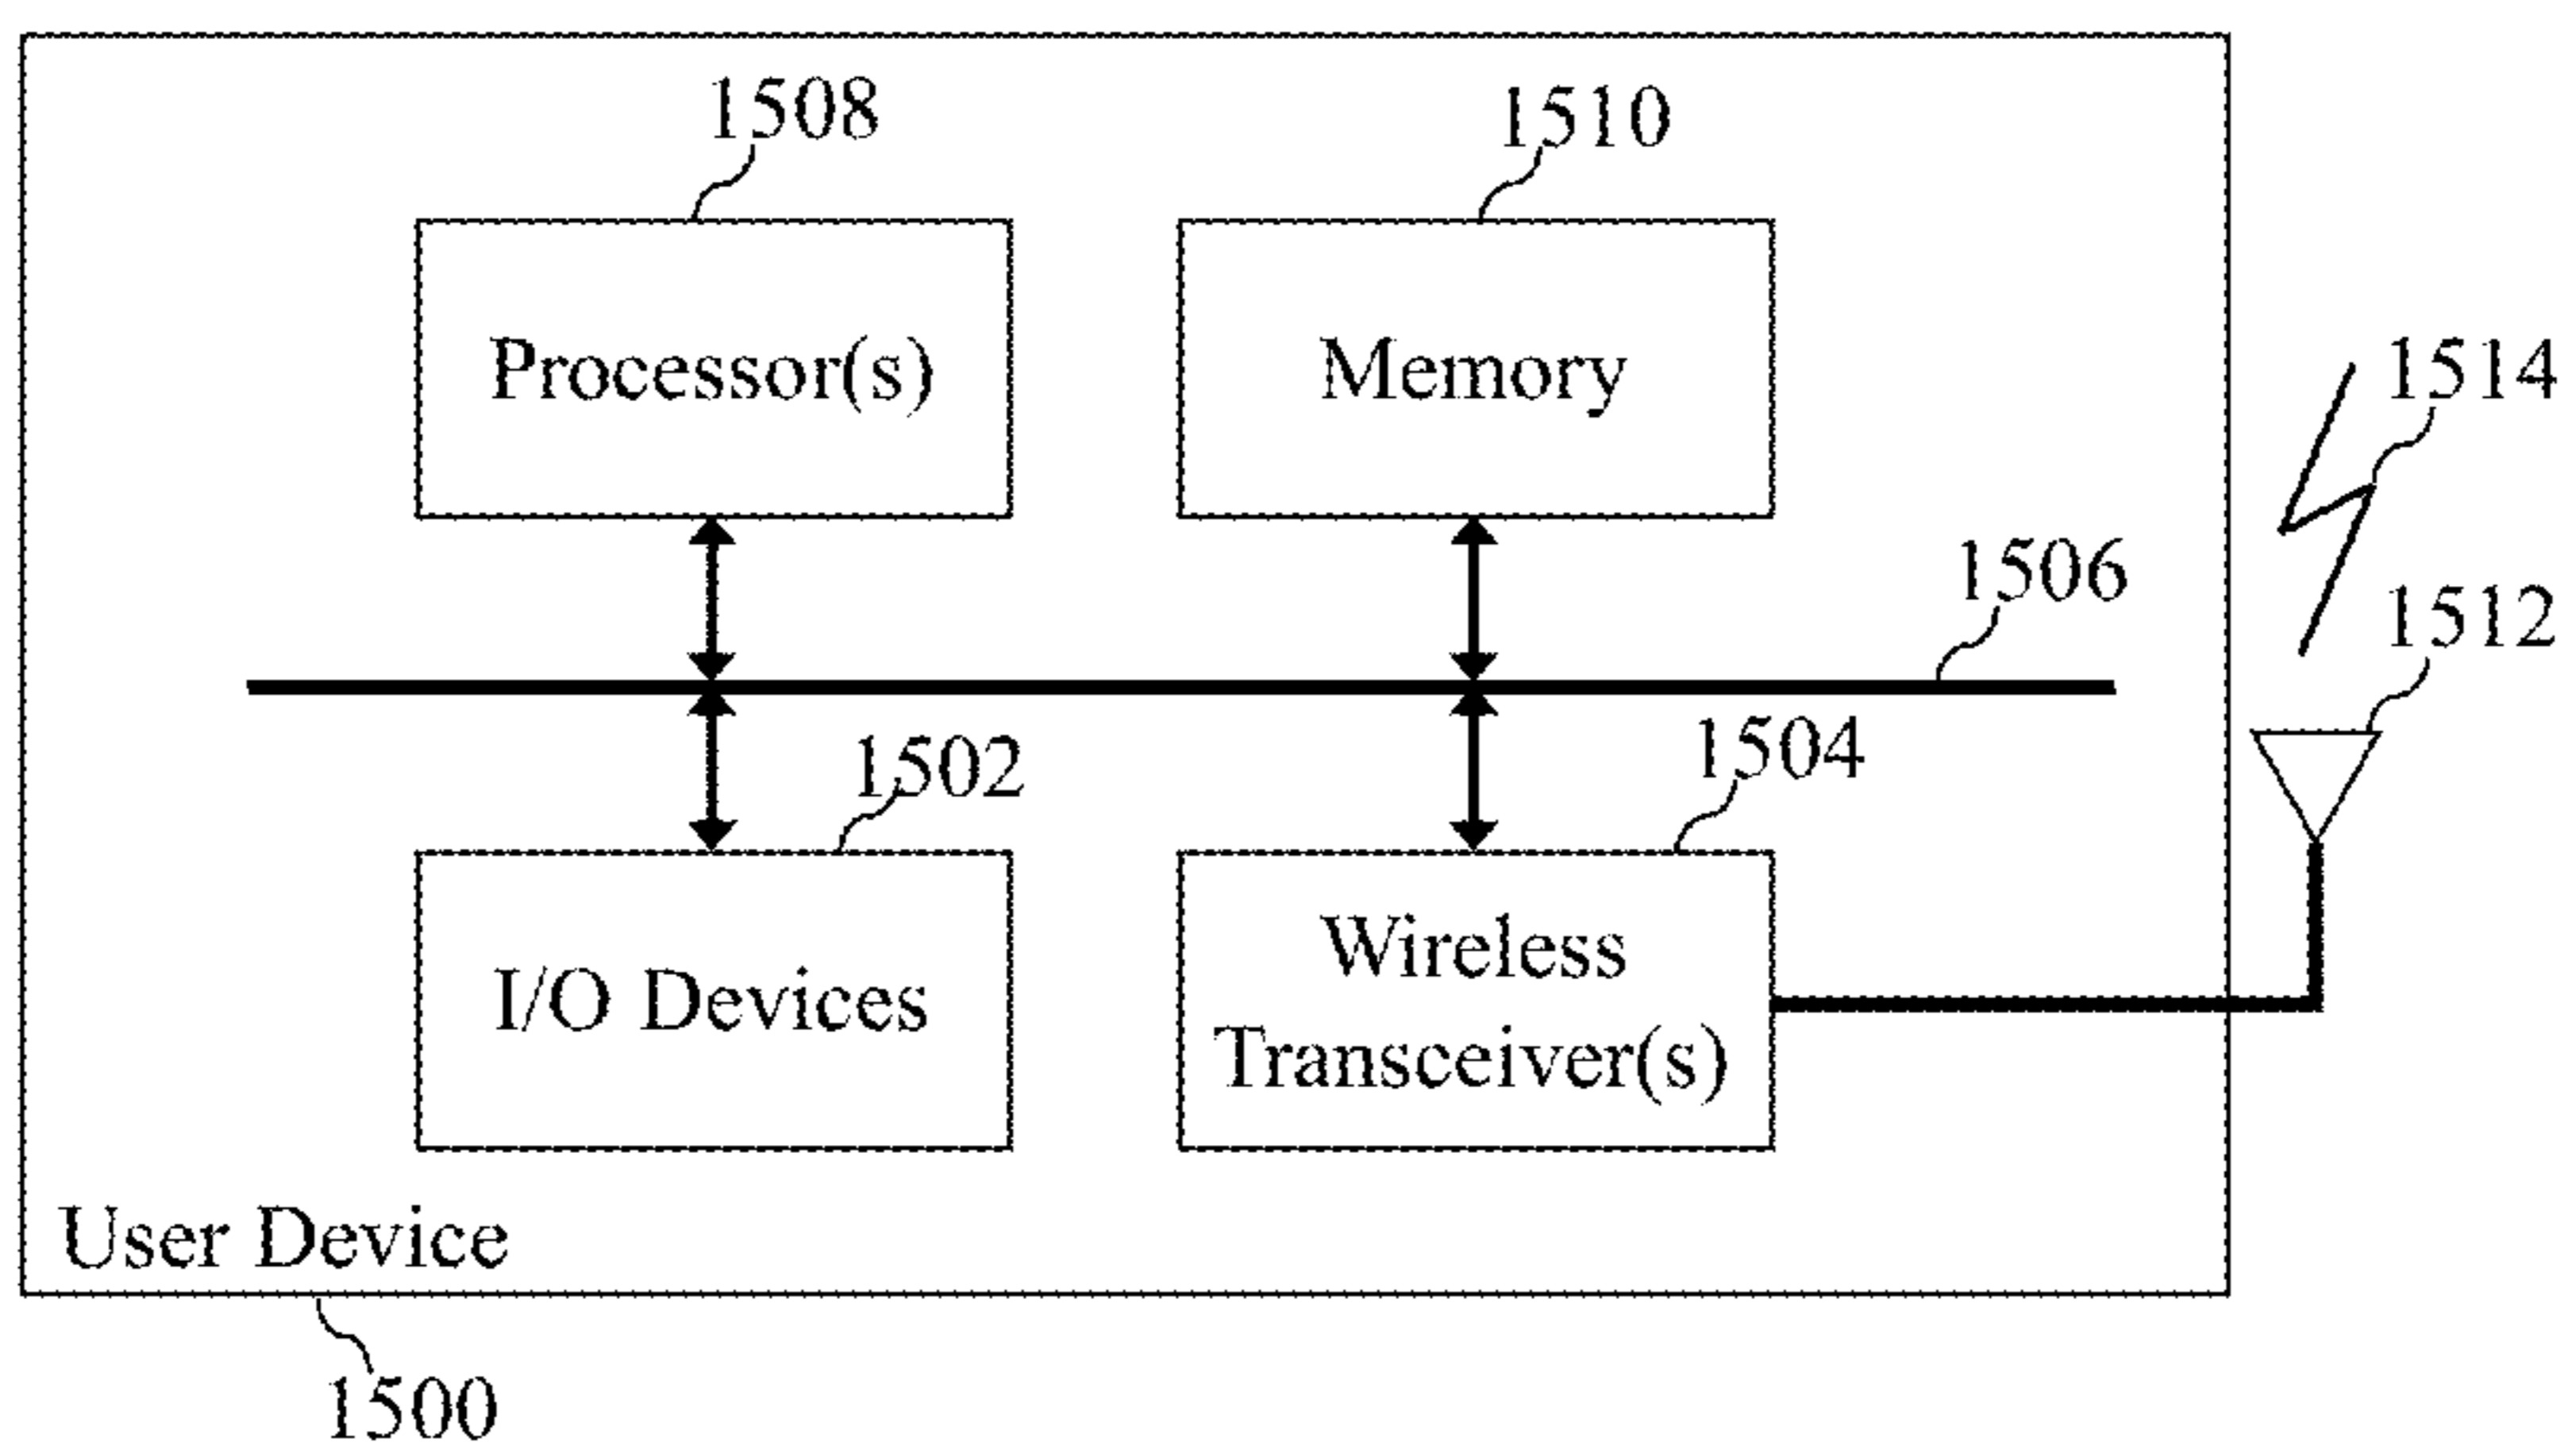 1508
1510
Processor(s)
Memory
1514
1506
1512
1502
1504
I/O Devices
Wireless
Transceiver(s)
User Device
1500